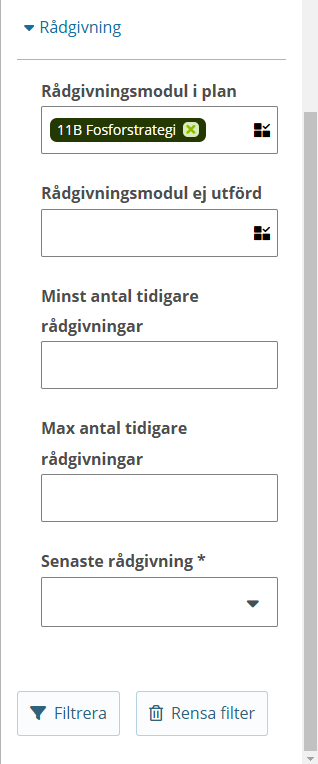 Rådgivning
Rådgivningsmodul i plan
11B Fosforstrategi
Rådgivningsmodul ej utförd
Minst antal tidigare
rådgivningar
Max antal tidigare
rådgivningar
Senaste rådgivning *
Filtrera
Rensa filter